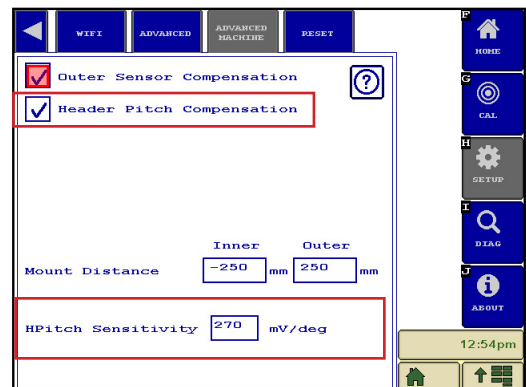 WIFI
ADVANCED
ADVANCED
MACHINE
RESET
Outer Sensor Compensation
?
Header Pitch Compensation
Inner Outer
Mount Distance -250 mm 250 mm
HPitch Sensitivity 270 mV/deg
F
HOME
G
CAL
H
SETUP
I
DIAG
J
ABOUT
12:54pm